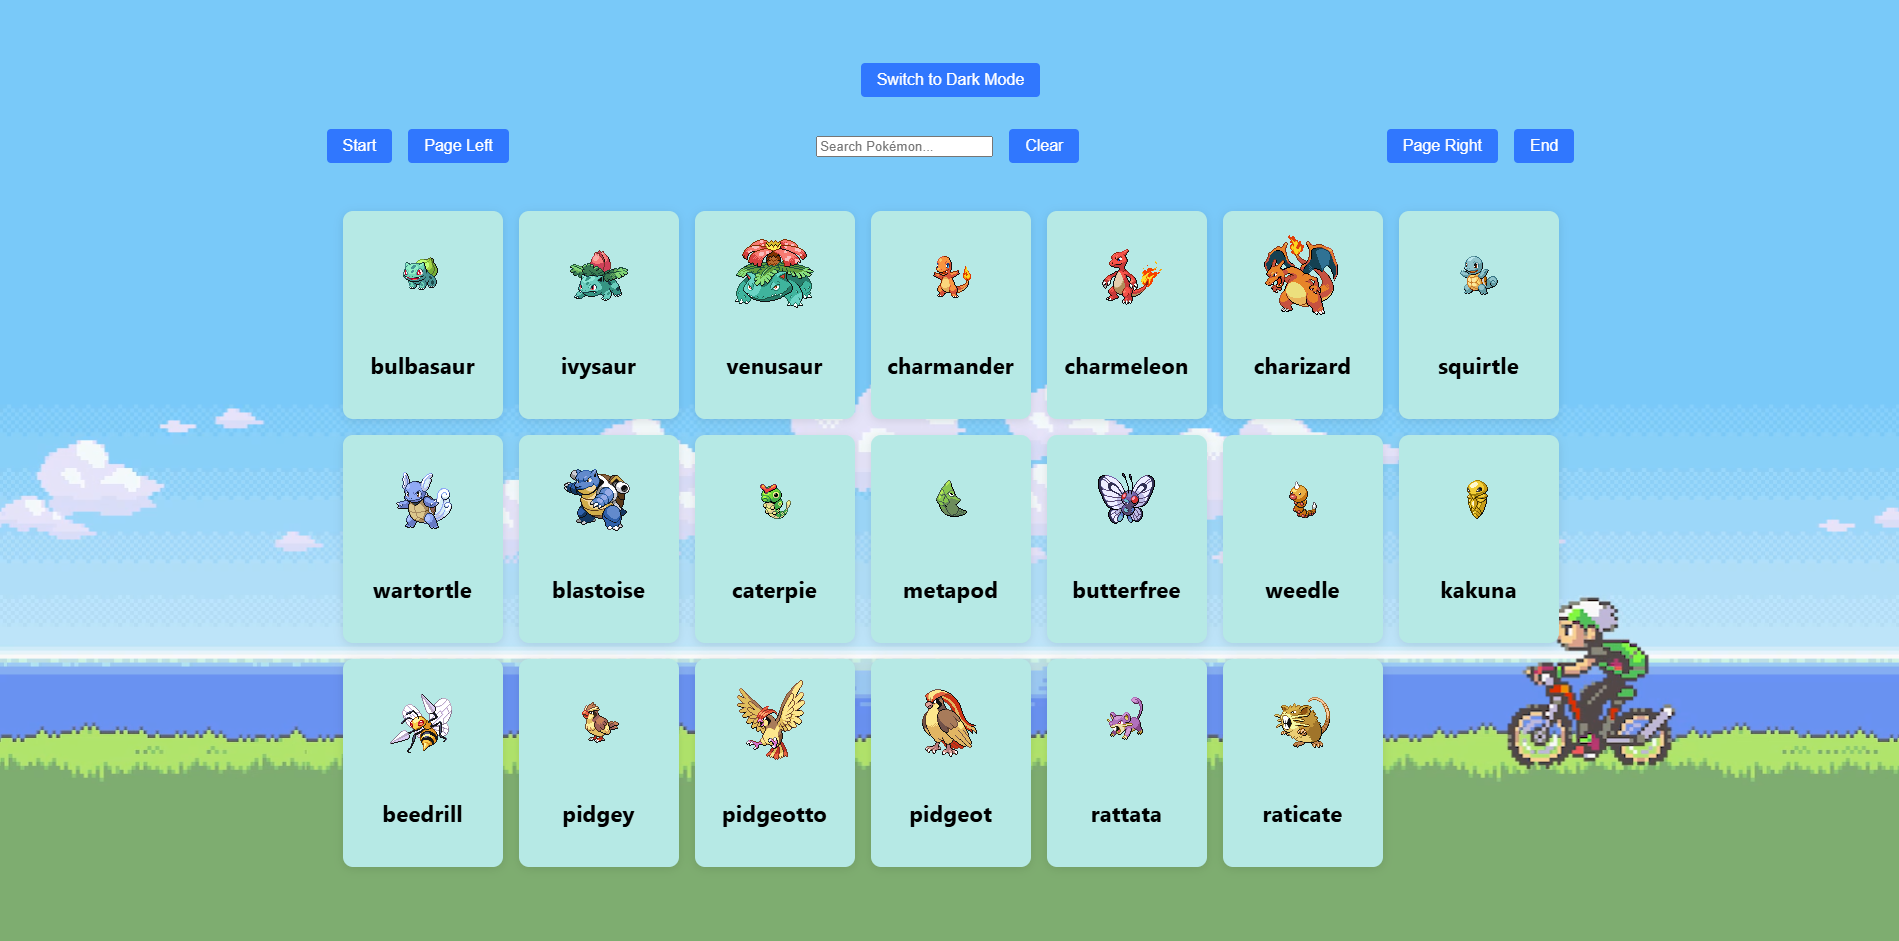 Switch to Dark Mode
Start Page Left Search Pokémon... Clear Page Right End
bulbasaur ivysaur venusaur charmander charmeleon charizard squirtle
wartortle blastoise caterpie metapod butterfree weedle kakuna
beedrill pidgey pidgeotto pidgeot rattata raticate